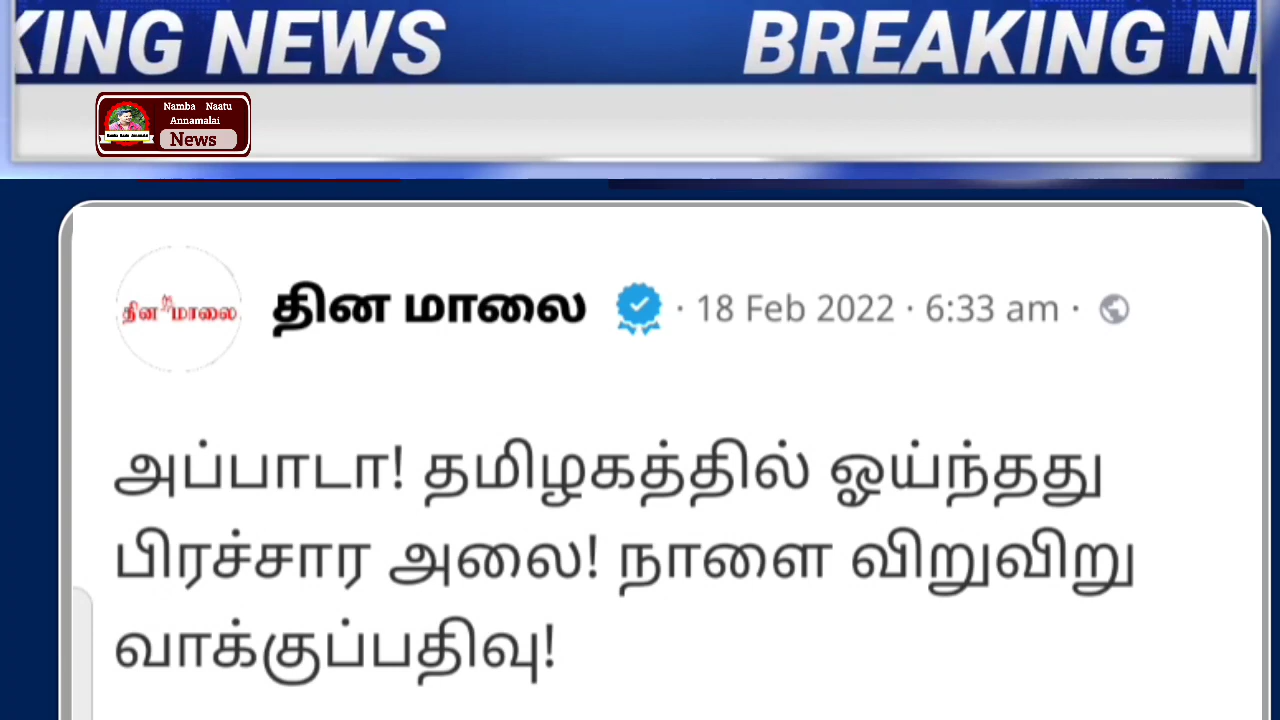 KING NEWS BREAKING N
Namba Naatu
Annamalai
News
தின மாலை
தின மாலை · 18 Feb 2022 · 6:33 am ·
அப்பாடா! தமிழகத்தில் ஓய்ந்தது
பிரச்சார அலை! நாளை விறுவிறு
வாக்குப்பதிவு!